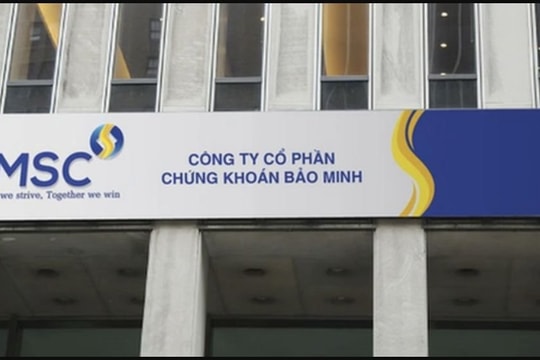 MSC
we strive, Together we win
CÔNG TY CỔ PHẦN
CHỨNG KHOÁN BẢO MINH